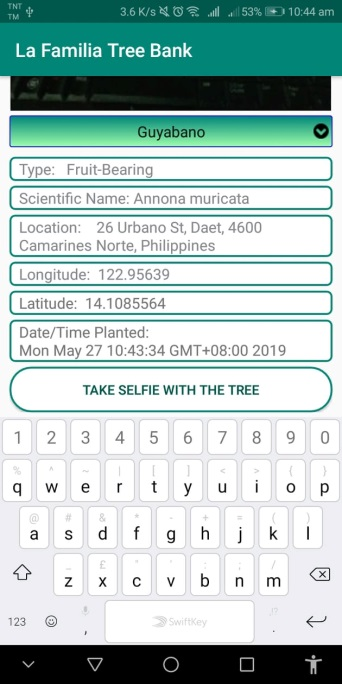 TNT
TM
3.6 K/s 53% 10:44 am
La Familia Tree Bank
Guyabano
Type: Fruit-Bearing
Scientific Name: Annona muricata
Location: 26 Urbano St, Daet, 4600
Camarines Norte, Philippines
Longitude: 122.95639
Latitude: 14.1085564
Date/Time Planted:
Mon May 27 10:43:34 GMT+08:00 2019
TAKE SELFIE WITH THE TREE
1 2 3 4 5 6 7 8 9 0
% ^ ~ | [ ] < > { }
q w e r t y u i o p
@ # & * - + = ( )
a s d f g h j k l
_ £ " ' : ; /
z x c v b n m
123 , SwiftKey .
,!?